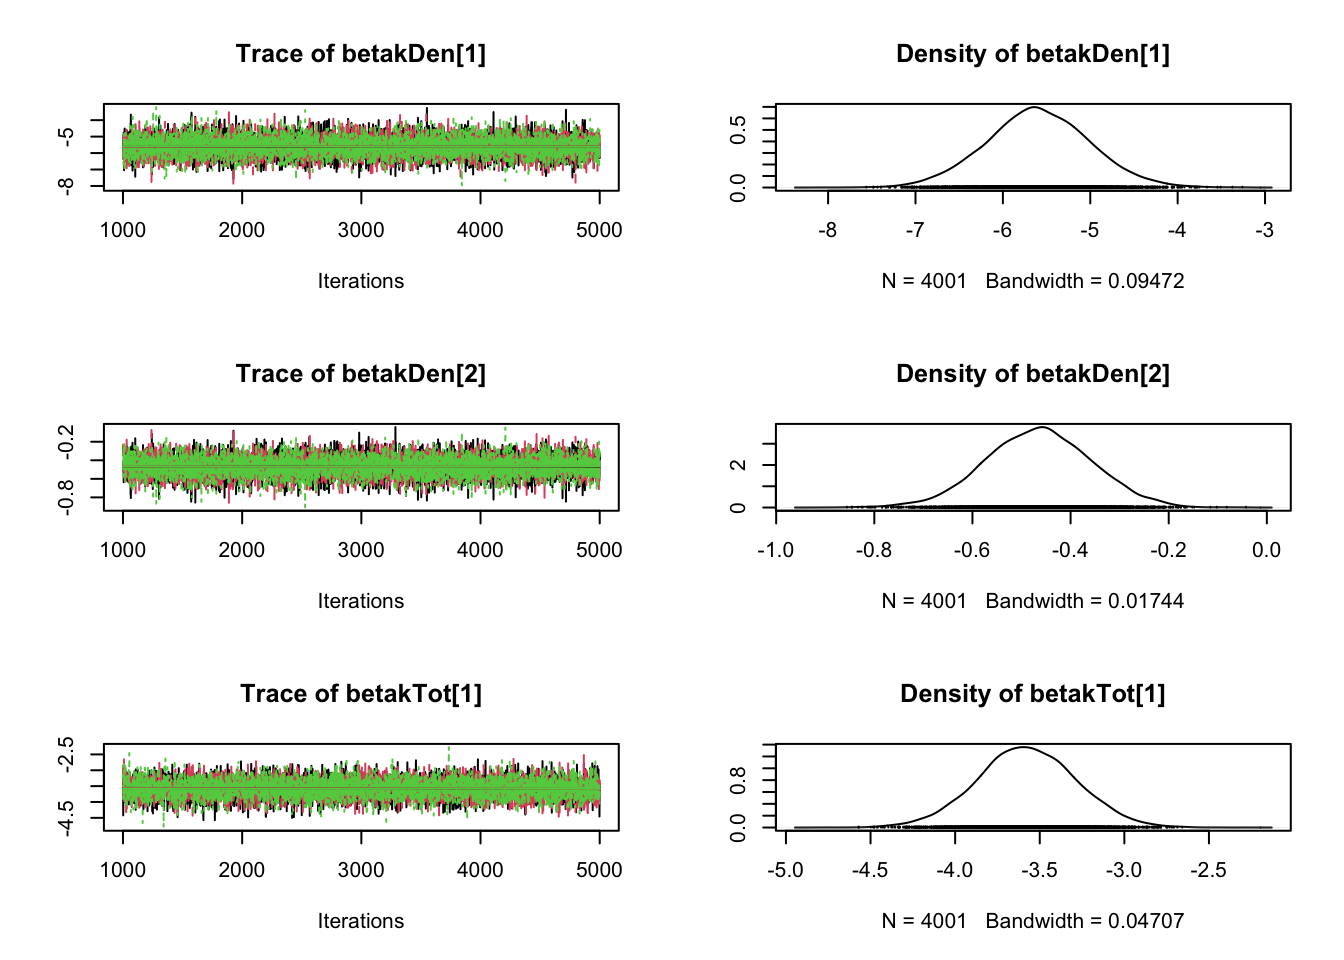 Trace of betakDen[1]
-5
-8
1000 2000 3000 4000 5000
Iterations
Density of betakDen[1]
0.5
0.0
-8 -7 -6 -5 -4 -3
N = 4001 Bandwidth = 0.09472
Trace of betakDen[2]
-0.2
-0.8
1000 2000 3000 4000 5000
Iterations
Density of betakDen[2]
2
0
-1.0 -0.8 -0.6 -0.4 -0.2 0.0
N = 4001 Bandwidth = 0.01744
Trace of betakTot[1]
-2.5
-4.5
1000 2000 3000 4000 5000
Iterations
Density of betakTot[1]
0.8
0.0
-5.0 -4.5 -4.0 -3.5 -3.0 -2.5
N = 4001 Bandwidth = 0.04707